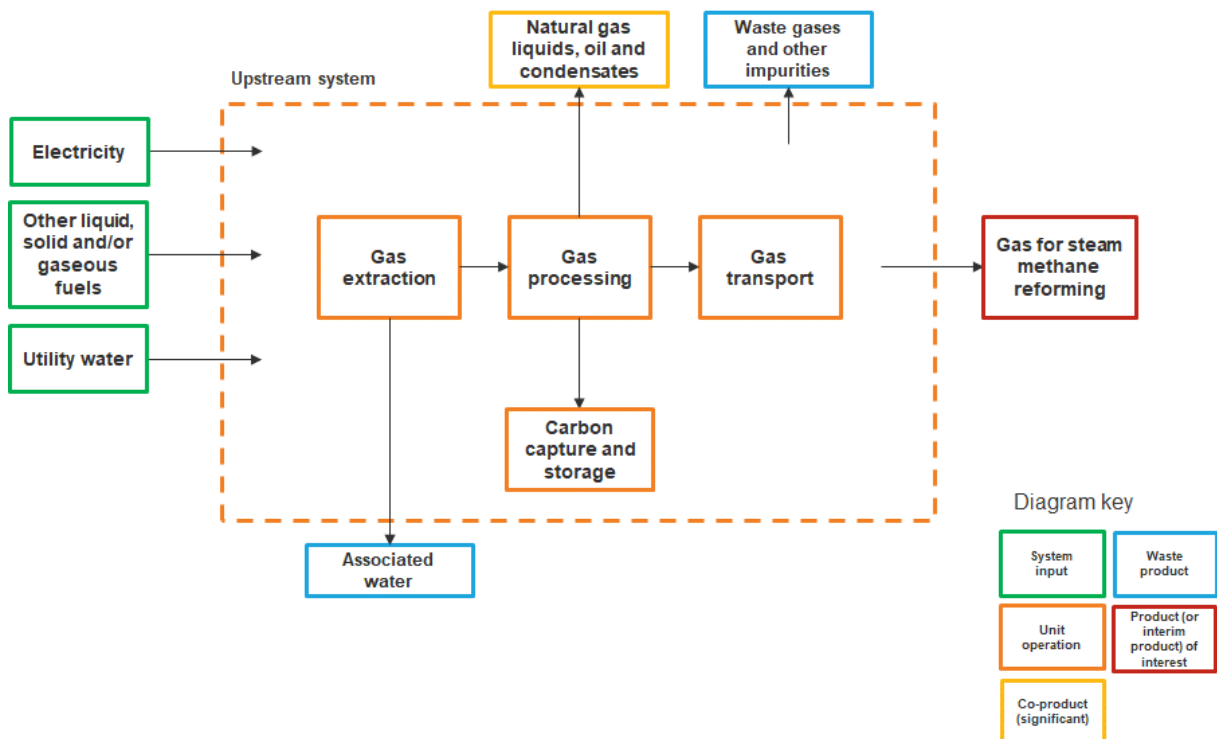 Natural gas
liquids, oil and
condensates
Waste gases
and other
impurities
Upstream system
Electricity
Other liquid,
solid and/or
gaseous
fuels
Utility water
Gas
extraction
Gas
processing
Gas
transport
Gas for steam
methane
reforming
Carbon
capture and
storage
Associated
water
Diagram key
System
input
Waste
product
Unit
operation
Product (or
interim
product) of
interest
Co-product
(significant)